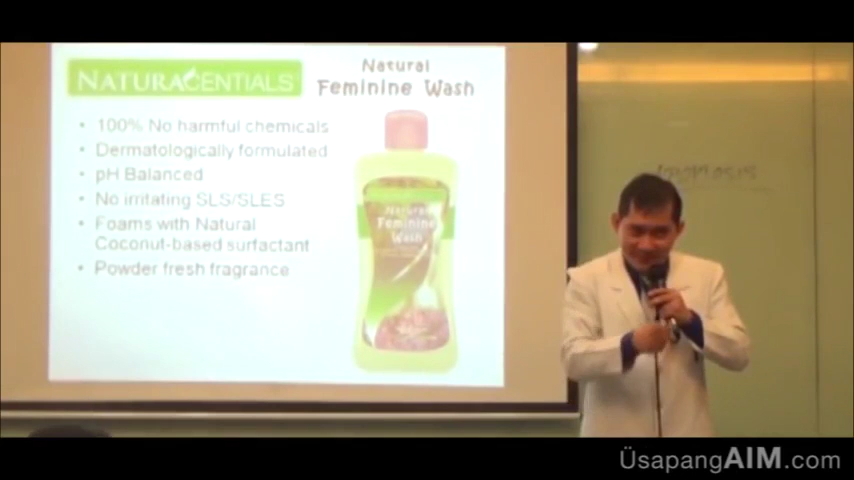 NATURACENTIALS
Natural
Feminine Wash
• 100% No harmful chemicals
• Dermatologically formulated
• pH Balanced
• No irritating SLS/SLES
• Foams with Natural
Coconut-based surfactant
• Powder fresh fragrance
Natural
Feminine
Wash
ÜsapangAIM.com